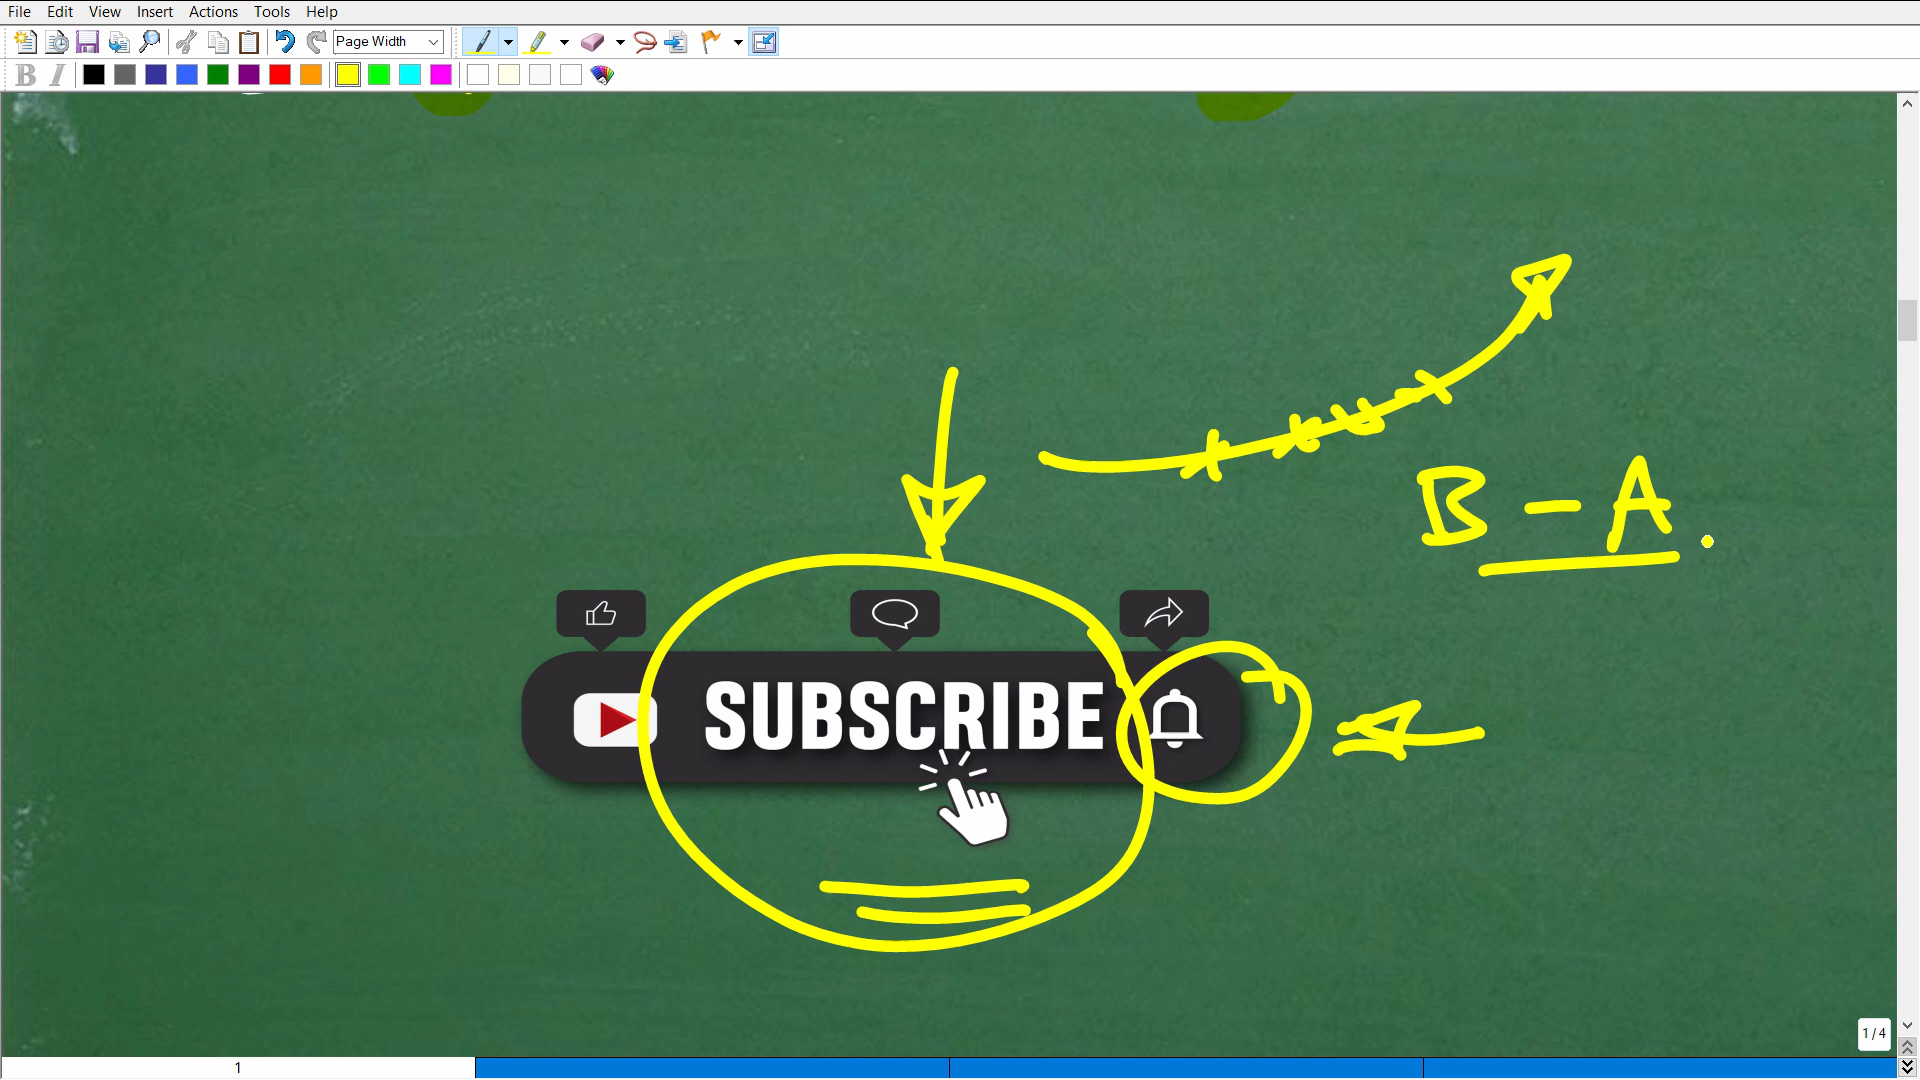 File Edit View Insert Actions Tools Help
Page Width
B I
B - A
SUBSCRIBE
1 / 4
1